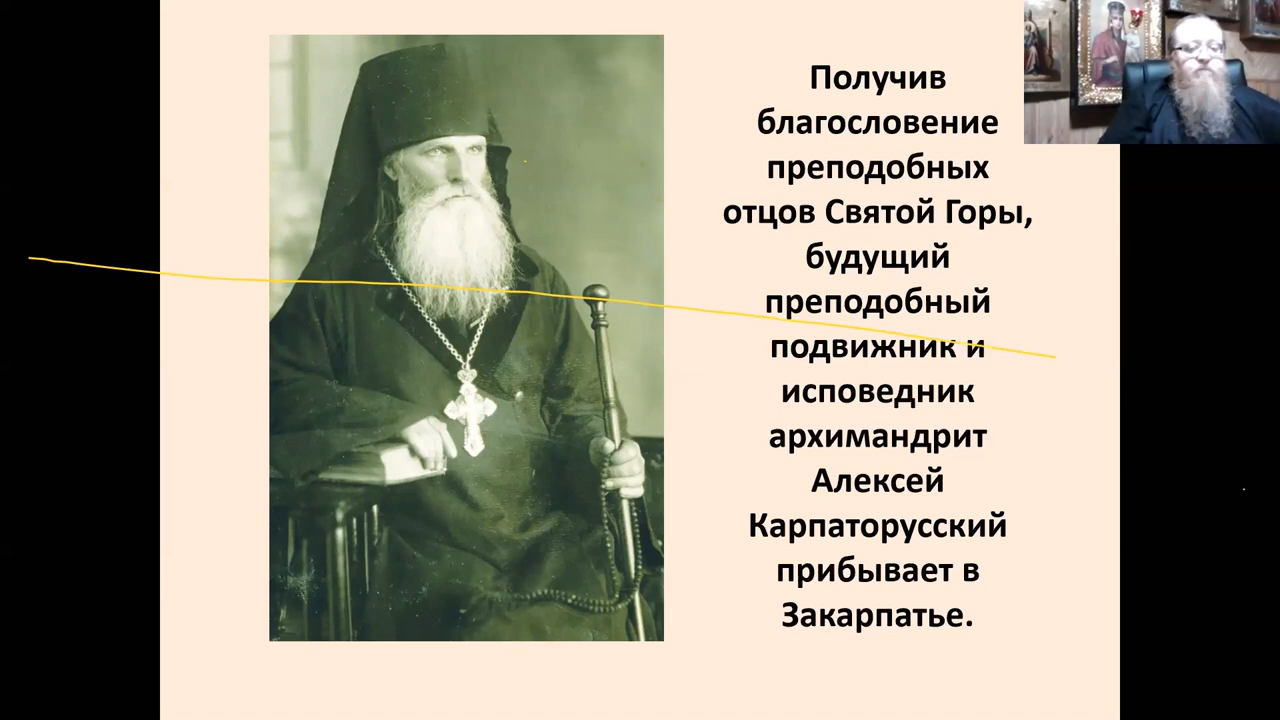 Получив
благословение
преподобных
отцов Святой Горы,
будущий
преподобный
подвижник и
исповедник
архимандрит
Алексей
Карпаторусский
прибывает в
Закарпатье.